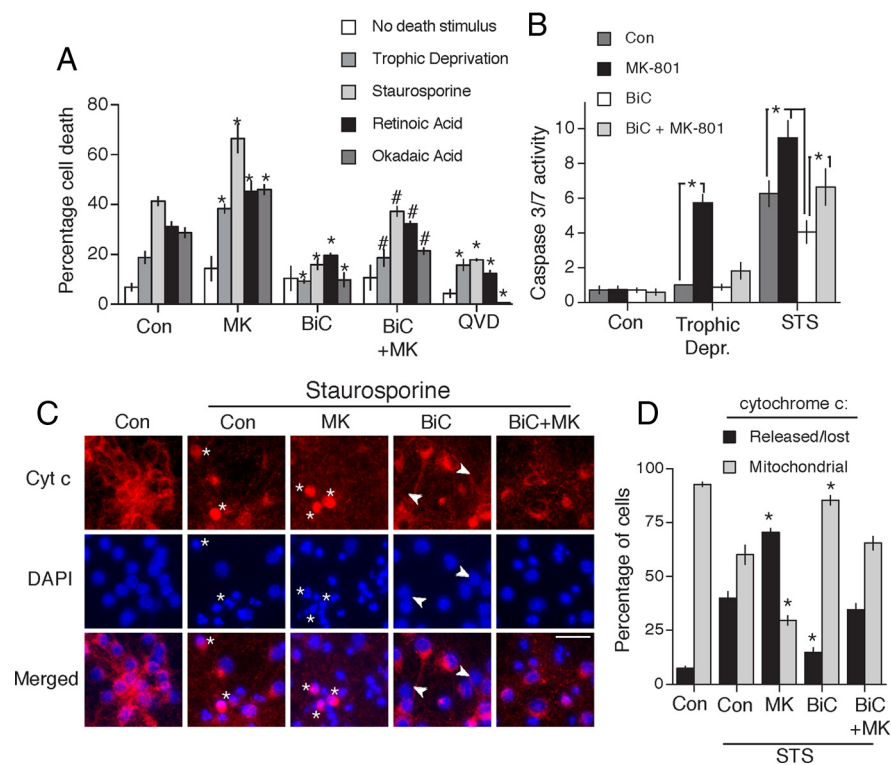 A
No death stimulus
Trophic Deprivation
Staurosporine
Retinoic Acid
Okadaic Acid
Percentage cell death
80
60
40
20
0
* * * *
* * * *
# # # #
* * * *
Con MK BiC BiC QVD
+MK
B
Con
MK-801
BiC
BiC + MK-801
Caspase 3/7 activity
10
8
6
4
2
0
* * *
Con Trophic STS
Depr.
C
Staurosporine
Con Con MK BiC BiC+MK
Cyt c
* * * * * *
DAPI
* * * * * *
Merged
* * * * * *
D
cytochrome c:
Released/lost
Mitochondrial
Percentage of cells
100
75
50
25
0
* * * *
Con Con MK BiC BiC
+MK
STS